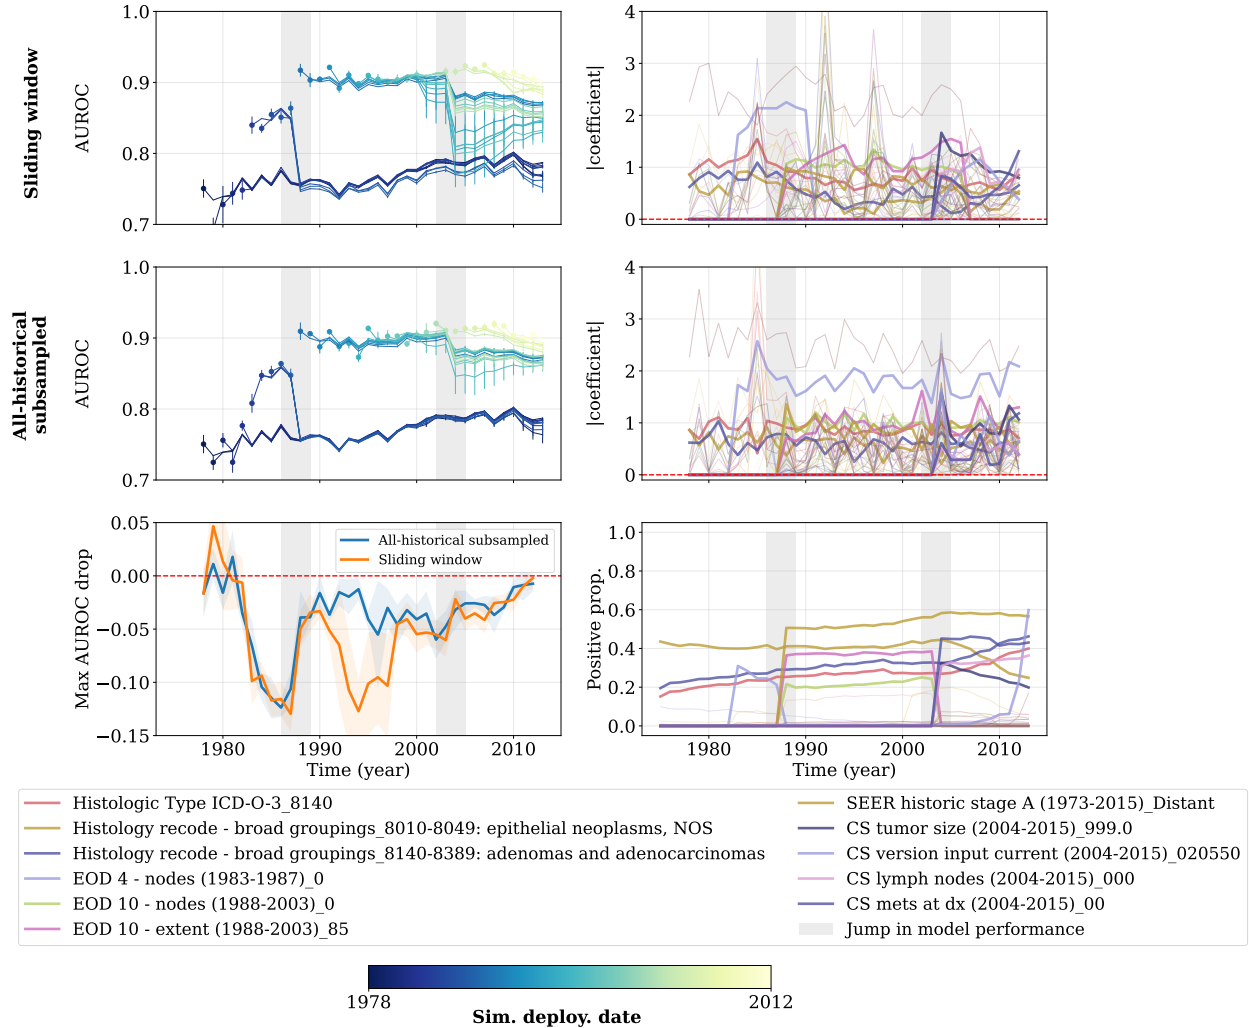 Sliding window
AUROC
1.0
0.9
0.8
0.7
|coefficient|
4
3
2
1
0
All-historical
subsampled
AUROC
1.0
0.9
0.8
0.7
|coefficient|
4
3
2
1
0
Max AUROC drop
0.05
0.00
−0.05
−0.10
−0.15
All-historical subsampled
Sliding window
1980
1990
2000
2010
Time (year)
Positive prop.
1.0
0.8
0.6
0.4
0.2
0.0
1980
1990
2000
2010
Time (year)
Histologic Type ICD-O-3_8140
Histology recode - broad groupings_8010-8049: epithelial neoplasms, NOS
Histology recode - broad groupings_8140-8389: adenomas and adenocarcinomas
EOD 4 - nodes (1983-1987)_0
EOD 10 - nodes (1988-2003)_0
EOD 10 - extent (1988-2003)_85
SEER historic stage A (1973-2015)_Distant
CS tumor size (2004-2015)_999.0
CS version input current (2004-2015)_020550
CS lymph nodes (2004-2015)_000
CS mets at dx (2004-2015)_00
Jump in model performance
1978
2012
Sim. deploy. date